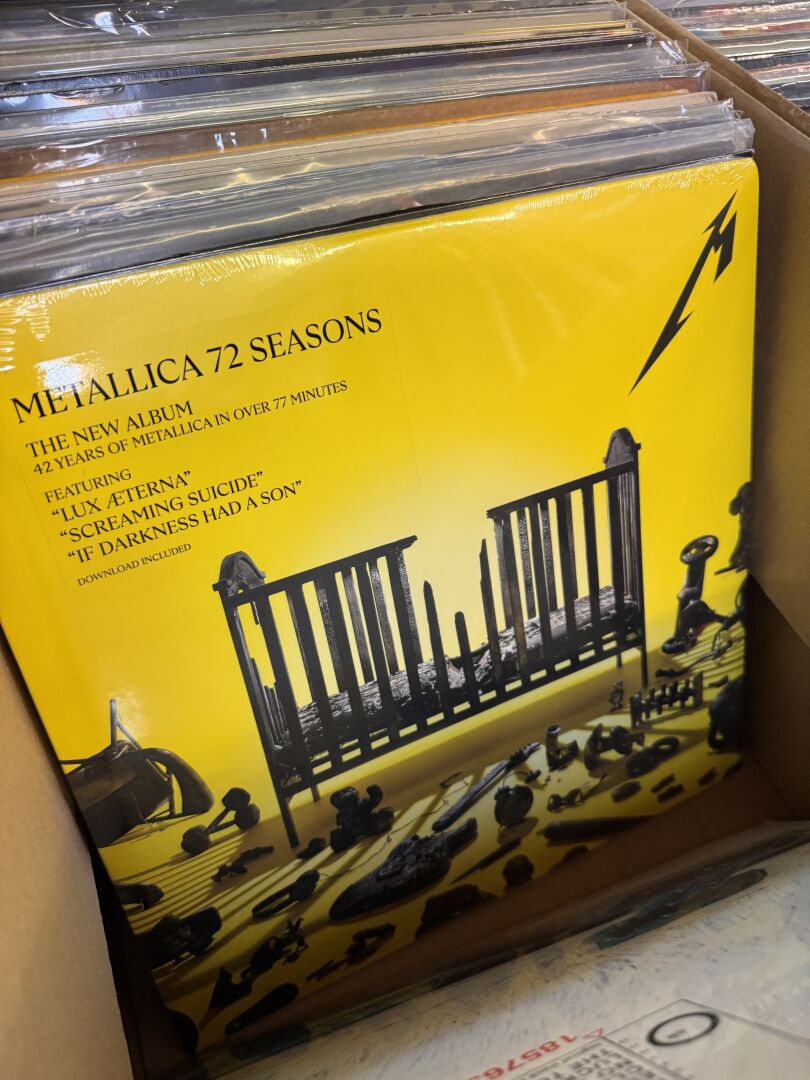 METALLICA 72 SEASONS
THE NEW ALBUM
42 YEARS OF METALLICA IN OVER 77 MINUTES
FEATURING
“LUX ÆTERNA”
“SCREAMING SUICIDE”
“IF DARKNESS HAD A SON”
DOWNLOAD INCLUDED
M